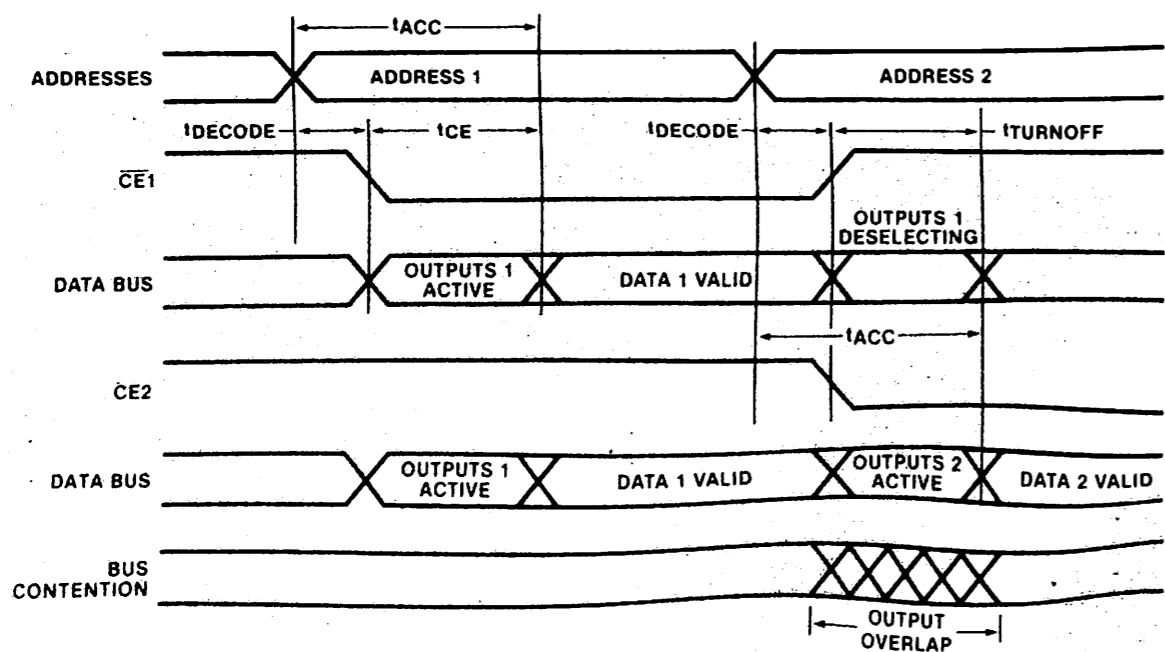 tACC
ADDRESSES
ADDRESS 1
ADDRESS 2
tDECODE
tCE
tDECODE
tTURNOFF
CE1
OUTPUTS 1
DESELECTING
DATA BUS
OUTPUTS 1
ACTIVE
DATA 1 VALID
tACC
CE2
DATA BUS
OUTPUTS 1
ACTIVE
DATA 1 VALID
OUTPUTS 2
ACTIVE
DATA 2 VALID
BUS
CONTENTION
OUTPUT
OVERLAP